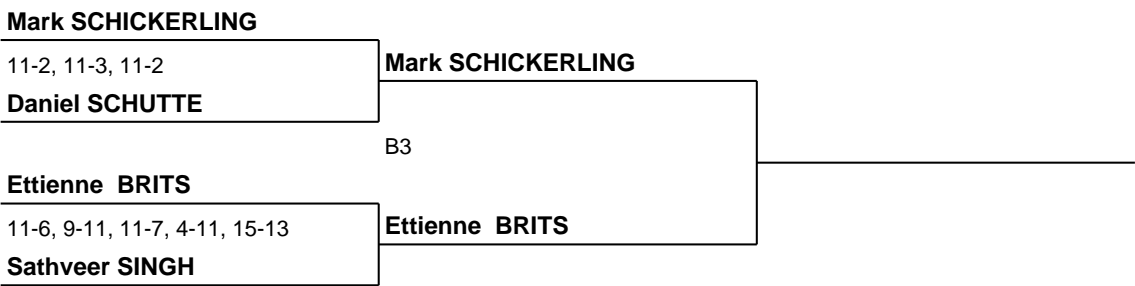 Mark SCHICKERLING
11-2, 11-3, 11-2
Mark SCHICKERLING
Daniel SCHUTTE
B3
Ettienne  BRITS
11-6, 9-11, 11-7, 4-11, 15-13
Ettienne  BRITS
Sathveer SINGH